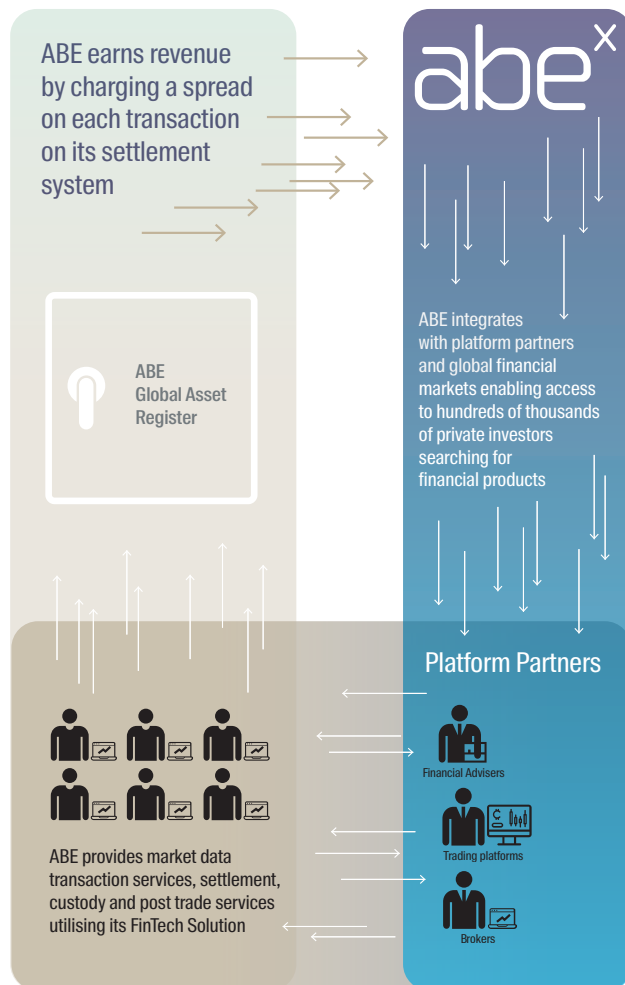 ABE earns revenue
by charging a spread
on each transaction
on its settlement
system
abe
x
ABE
Global Asset
Register
ABE integrates
with platform partners
and global financial
markets enabling access
to hundreds of thousands
of private investors
searching for
financial products
Platform Partners
Financial Advisers
Trading platforms
Brokers
ABE provides market data
transaction services, settlement,
custody and post trade services
utilising its FinTech Solution